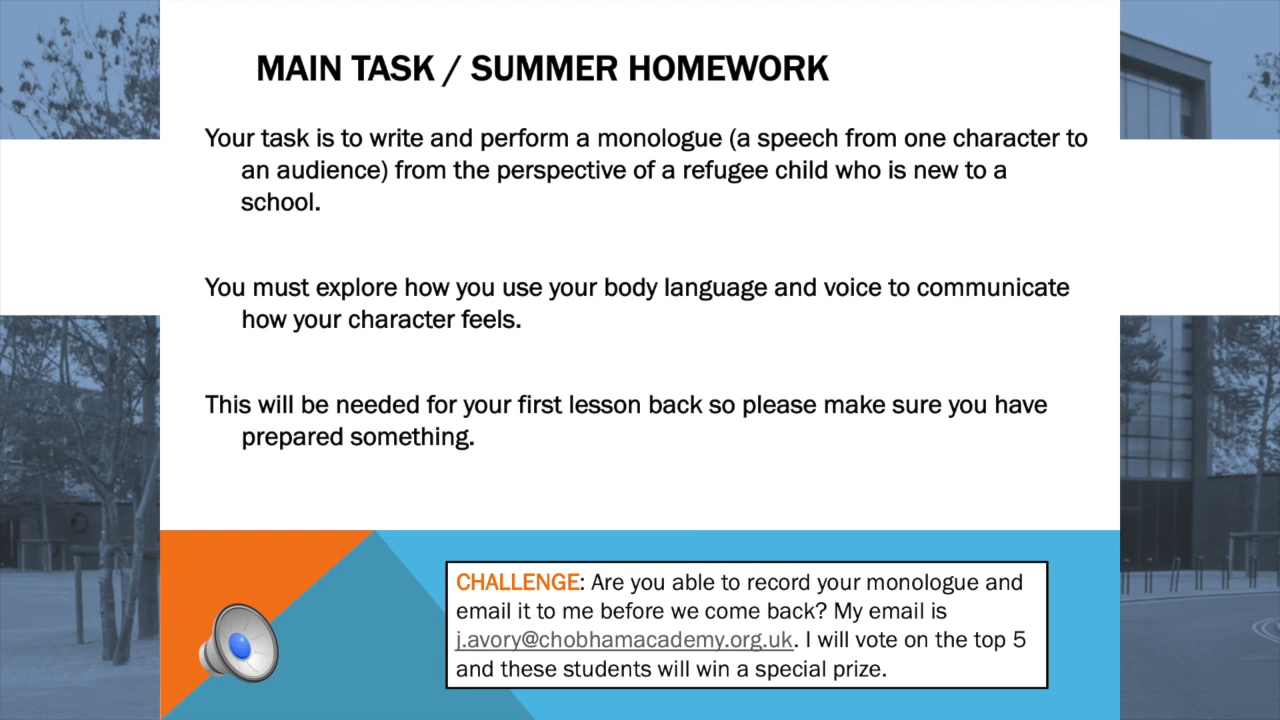 MAIN TASK / SUMMER HOMEWORK
Your task is to write and perform a monologue (a speech from one character to
an audience) from the perspective of a refugee child who is new to a
school.
You must explore how you use your body language and voice to communicate
how your character feels.
This will be needed for your first lesson back so please make sure you have
prepared something.
CHALLENGE: Are you able to record your monologue and
email it to me before we come back? My email is
j.avory@chobhamacademy.org.uk. I will vote on the top 5
and these students will win a special prize.